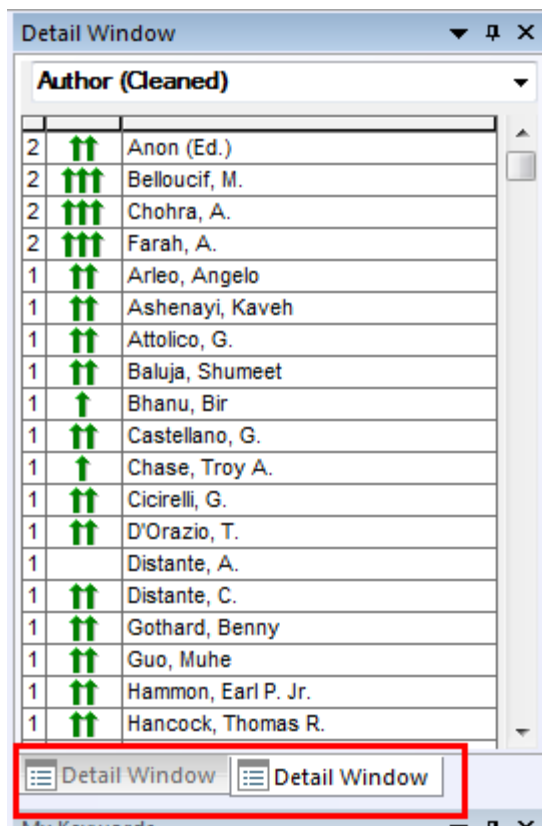 Detail Window
Author (Cleaned)
2 Anon (Ed.)
2 Belloucif, M.
2 Chohra, A.
2 Farah, A.
1 Arleo, Angelo
1 Ashenayi, Kaveh
1 Attolico, G.
1 Baluja, Shumeet
1 Bhanu, Bir
1 Castellano, G.
1 Chase, Troy A.
1 Cicirelli, G.
1 D'Orazio, T.
1 Distante, A.
1 Distante, C.
1 Gothard, Benny
1 Guo, Muhe
1 Hammon, Earl P. Jr.
1 Hancock, Thomas R.
Detail Window Detail Window
My Keywords